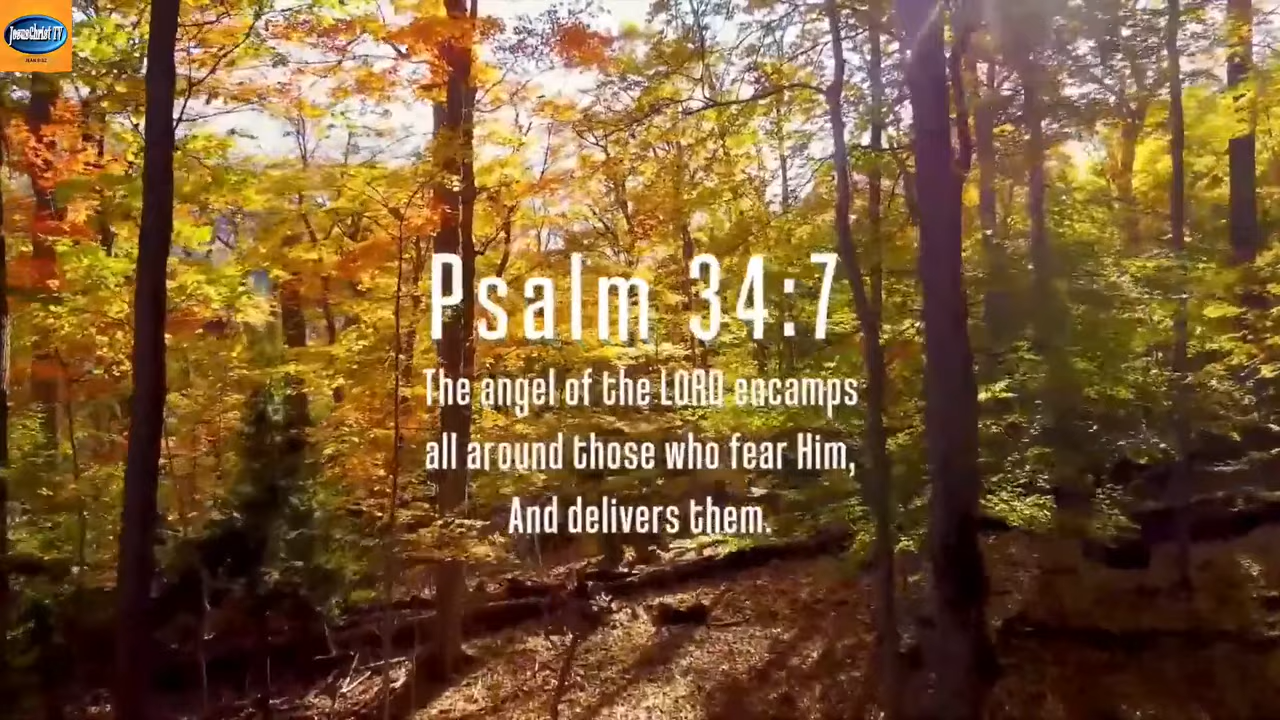 JesusChrist TV
Psalm 34:7
The angel of the LORD encamps
all around those who fear Him,
And delivers them.